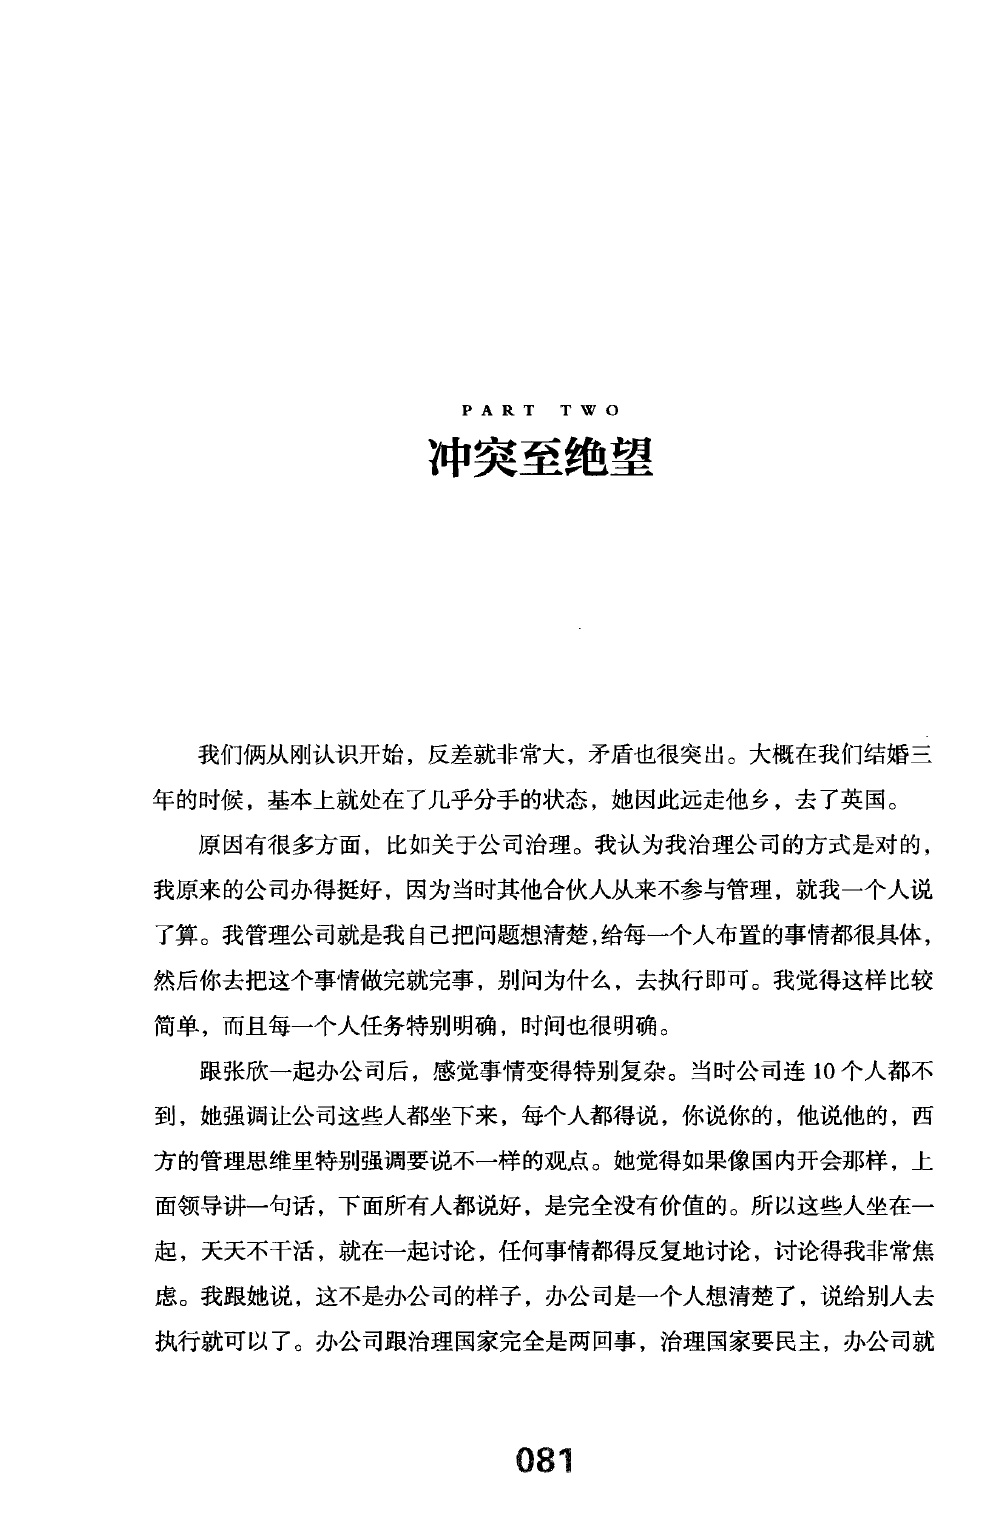 PART TWO
冲突至绝望
我们俩从刚认识开始，反差就非常大，矛盾也很突出。大概在我们结婚三
年的时候，基本上就处在了几乎分手的状态，她因此远走他乡，去了英国。
原因有很多方面，比如关于公司治理。我认为我治理公司的方式是对的，
我原来的公司办得挺好，因为当时其他合伙人从来不参与管理，就我一个人说
了算。我管理公司就是我自己把问题想清楚，给每一个人布置的事情都很具体，
然后你去把这个事情做完就完事，别问为什么，去执行即可。我觉得这样比较
简单，而且每一个人任务特别明确，时间也很明确。
跟张欣一起办公司后，感觉事情变得特别复杂。当时公司连 10 个人都不
到，她强调让公司这些人都坐下来，每个人都得说，你说你的，他说他的，西
方的管理思维里特别强调要说不一样的观点。她觉得如果像国内开会那样，上
面领导讲一句话，下面所有人都说好，是完全没有价值的。所以这些人坐在一
起，天天不干活，就在一起讨论，任何事情都得反复地讨论，讨论得我非常焦
虑。我跟她说，这不是办公司的样子，办公司是一个人想清楚了，说给别人去
执行就可以了。办公司跟治理国家完全是两回事，治理国家要民主，办公司就
081